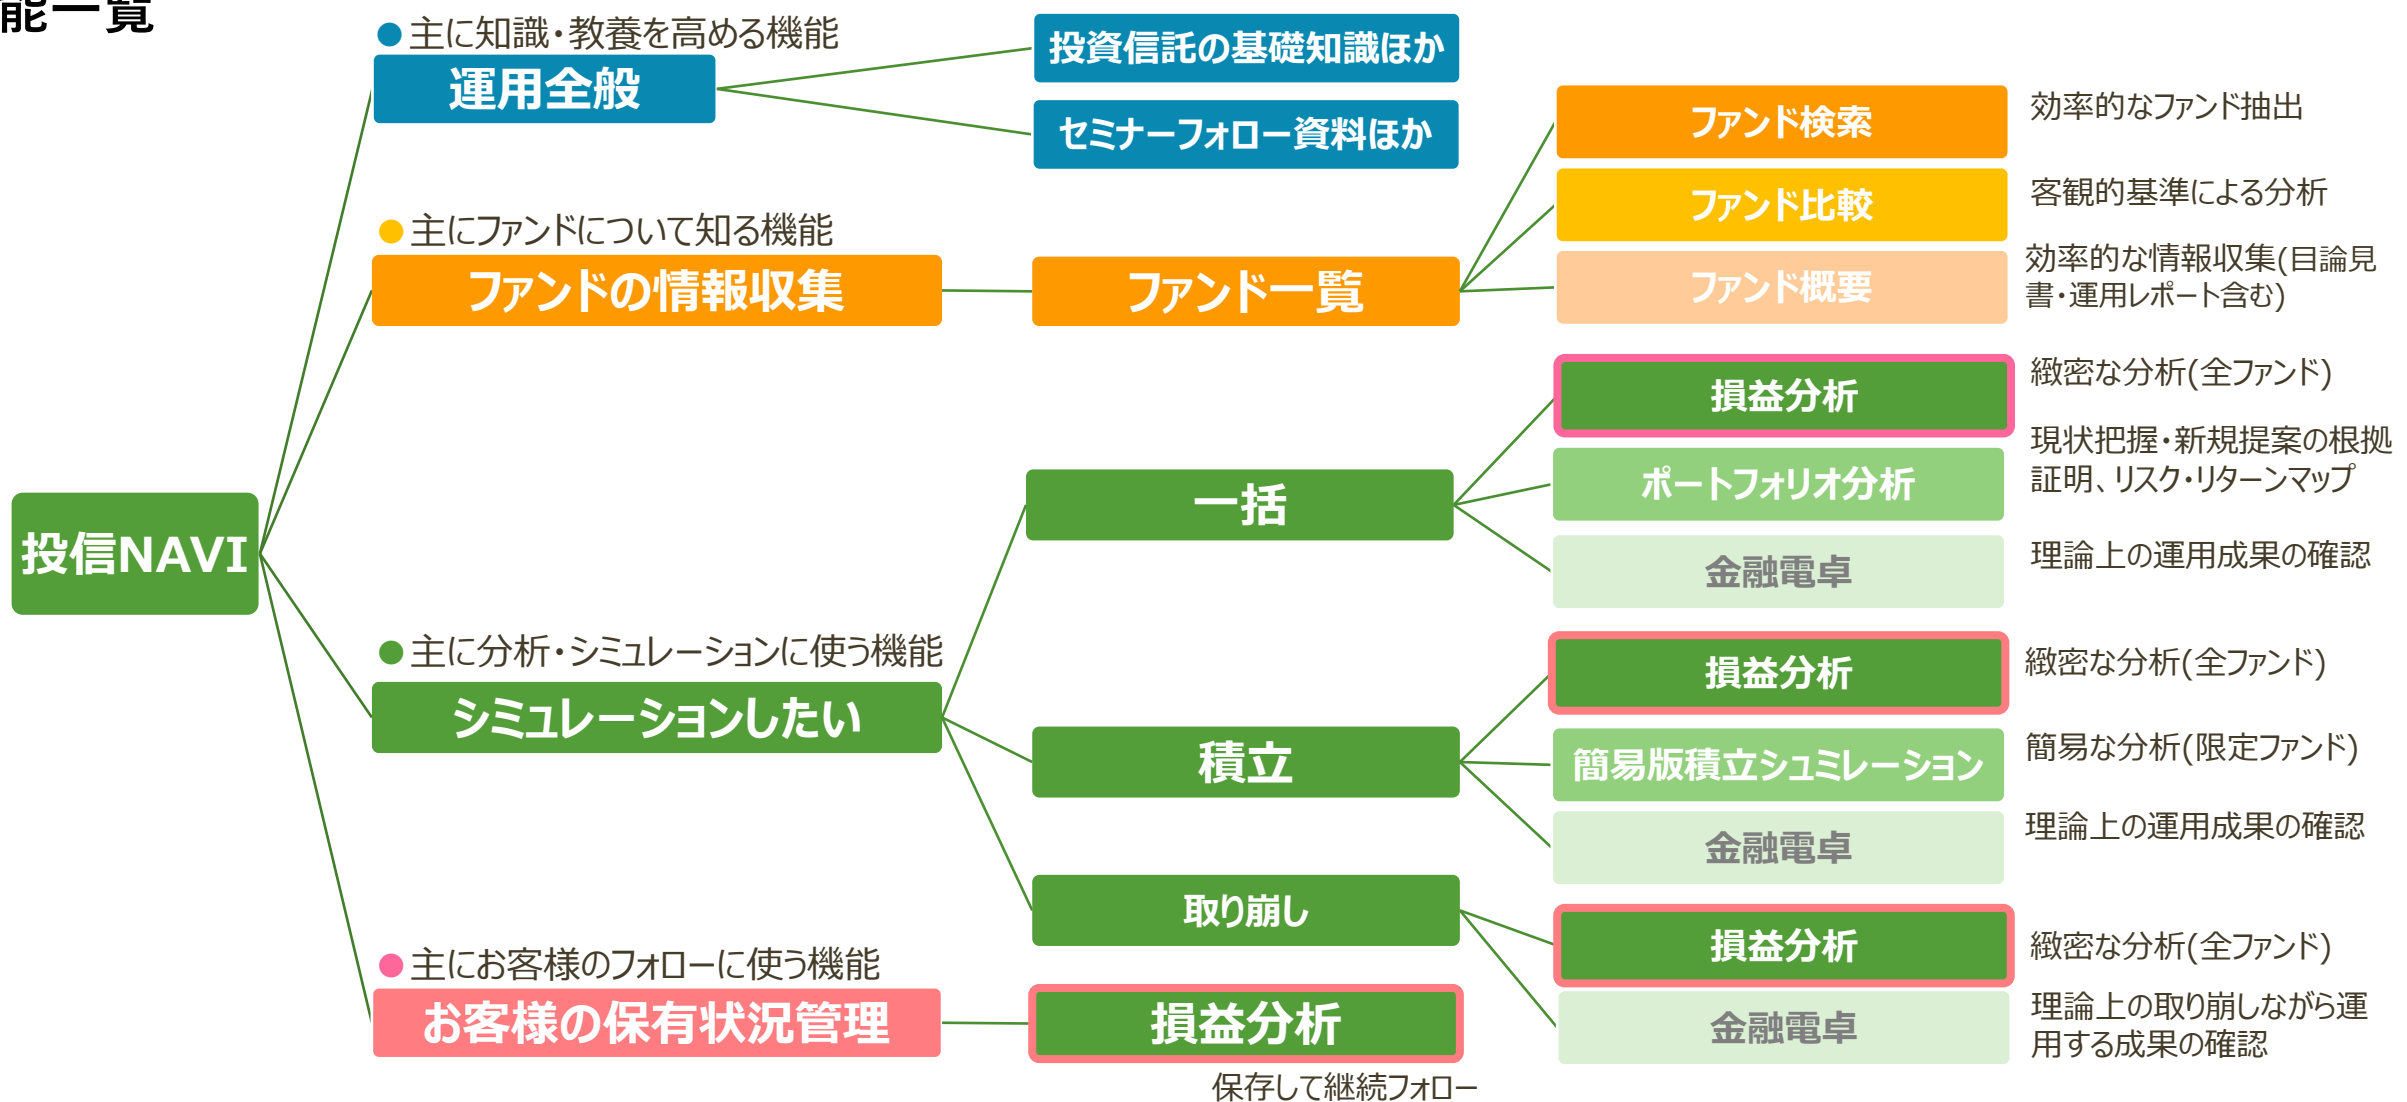 能一覧
●主に知識・教養を高める機能
運用全般
投資信託の基礎知識ほか
セミナーフォロー資料ほか
●主にファンドについて知る機能
ファンドの情報収集
ファンド一覧
ファンド検索
効率的なファンド抽出
ファンド比較
客観的基準による分析
ファンド概要
効率的な情報収集(目論見
書・運用レポート含む)
投信NAVI
●主に分析・シミュレーションに使う機能
シミュレーションしたい
一括
損益分析
緻密な分析(全ファンド)
ポートフォリオ分析
現状把握・新規提案の根拠
証明、リスク・リターンマップ
金融電卓
理論上の運用成果の確認
積立
損益分析
緻密な分析(全ファンド)
簡易版積立シュミレーション
簡易な分析(限定ファンド)
金融電卓
理論上の運用成果の確認
取り崩し
損益分析
緻密な分析(全ファンド)
金融電卓
理論上の取り崩しながら運
用する成果の確認
●主にお客様のフォローに使う機能
お客様の保有状況管理
損益分析
保存して継続フォロー